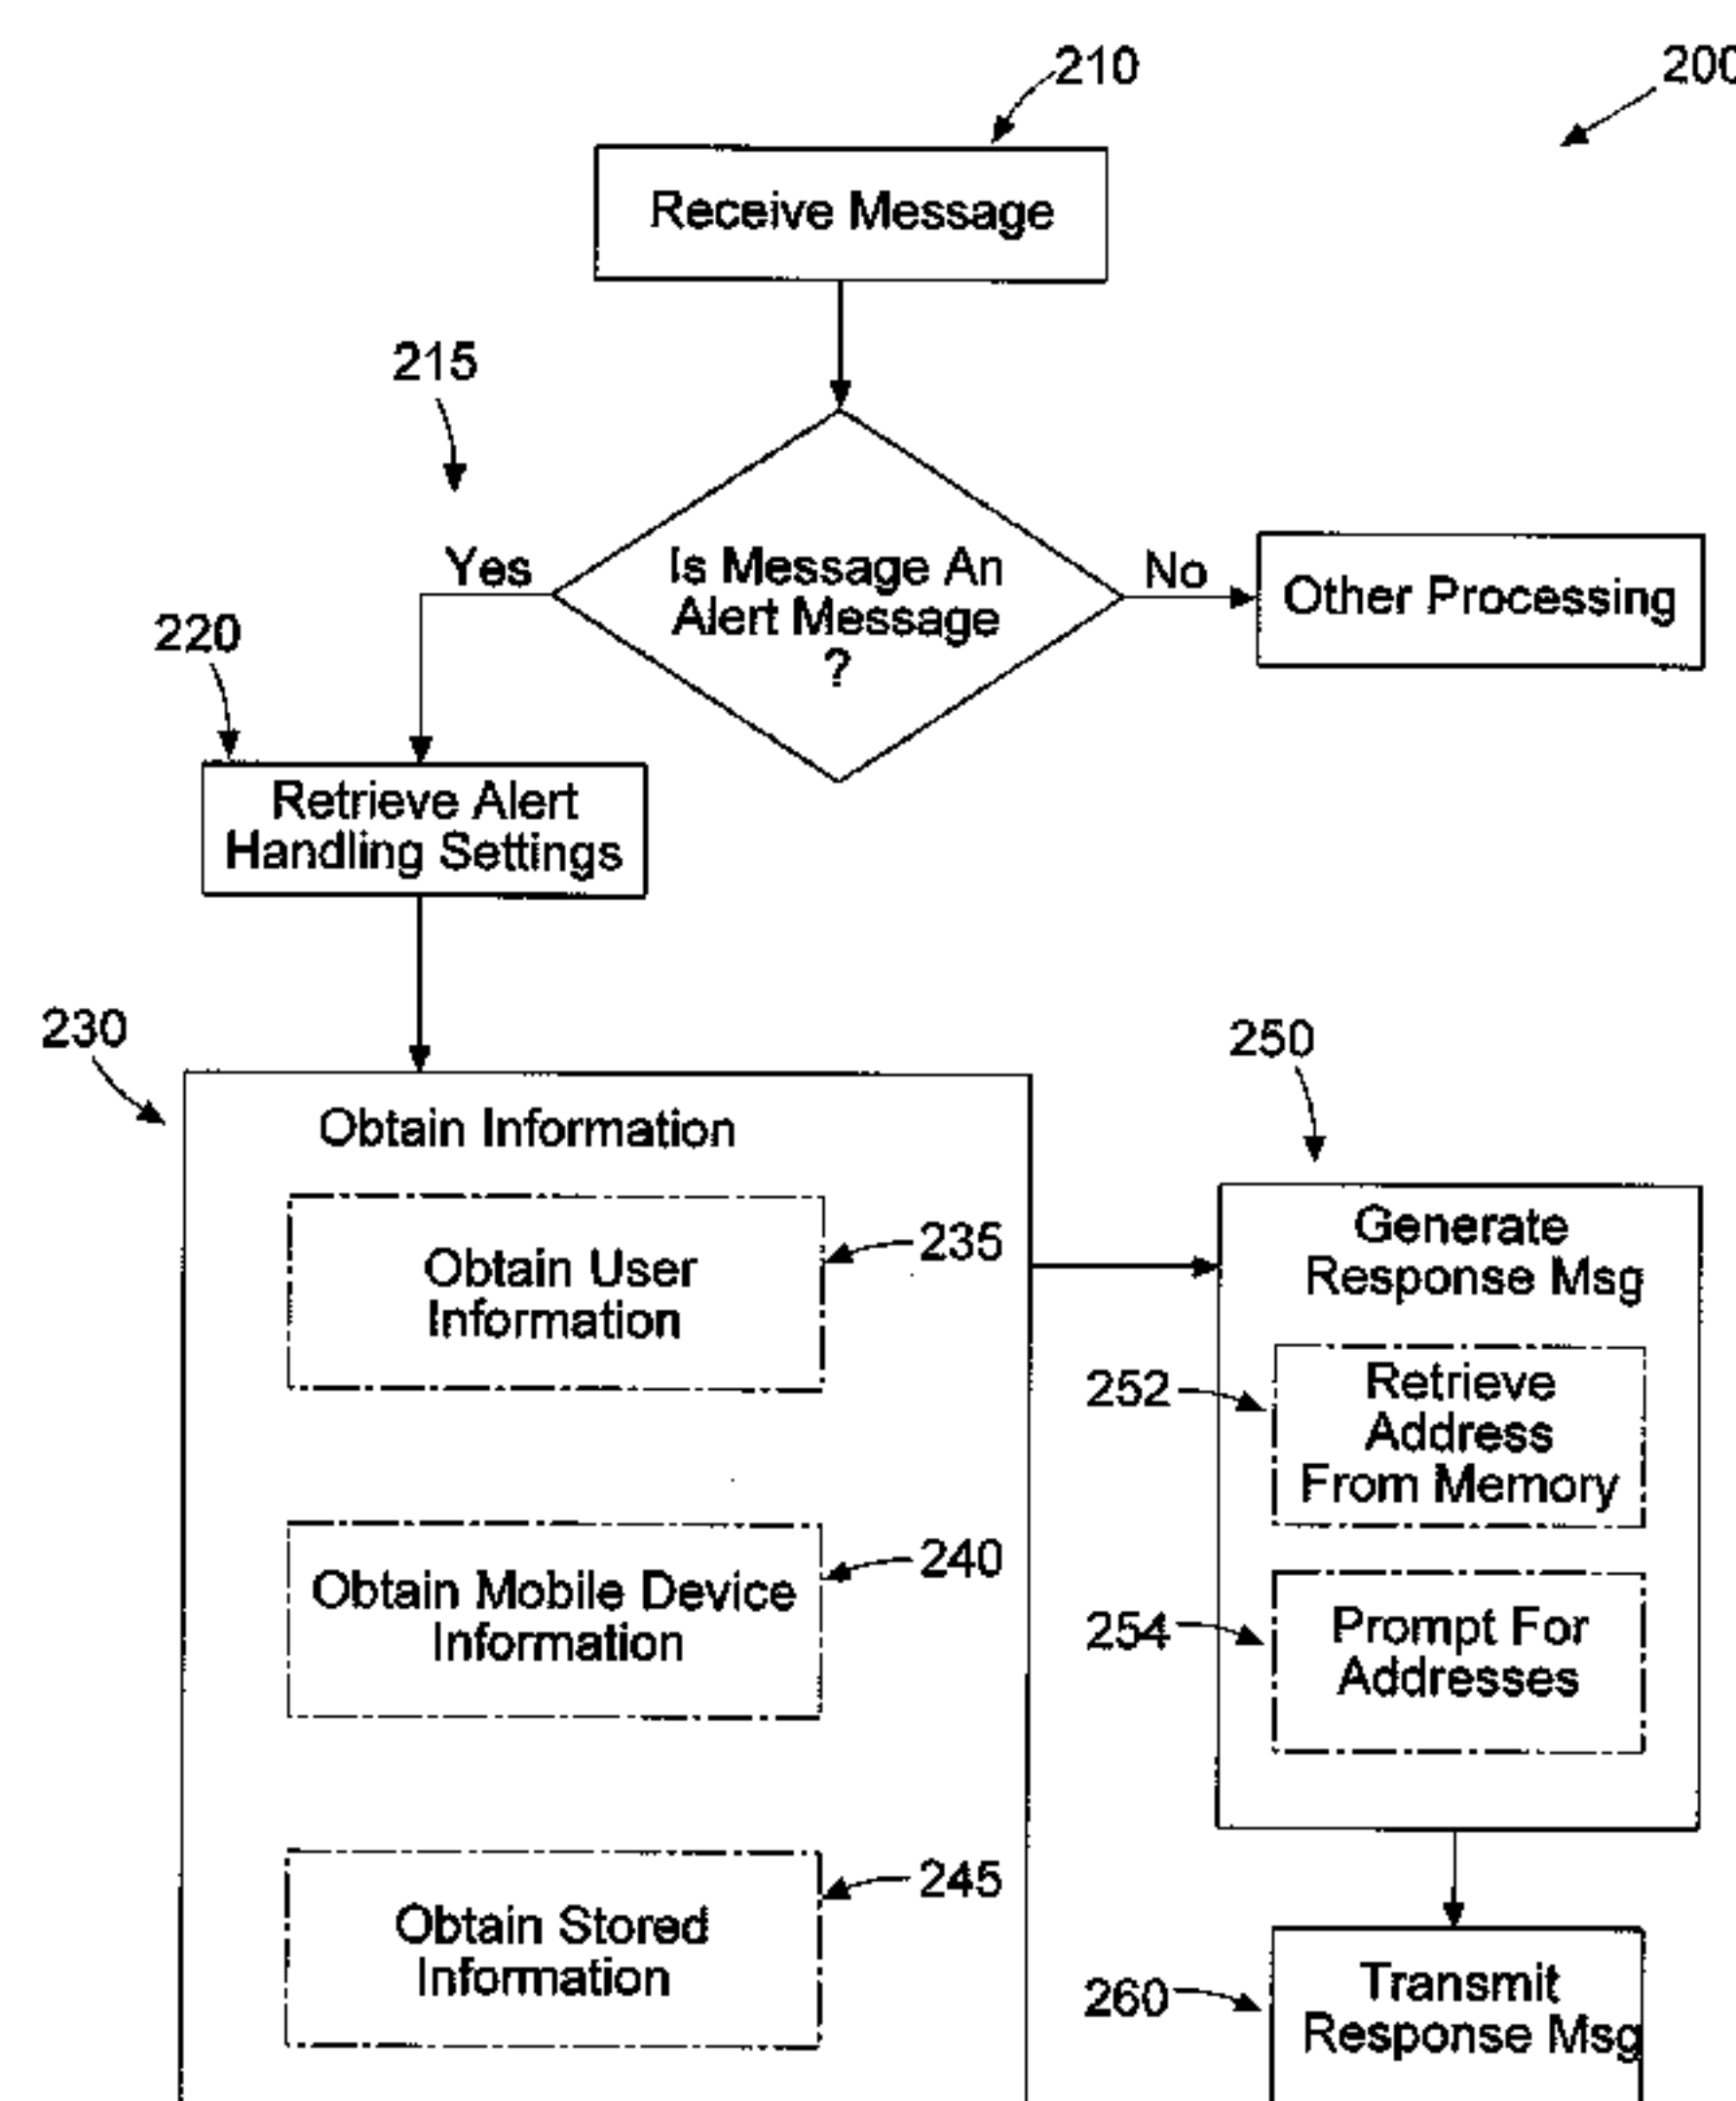 210
200
Receive Message
215
Yes
Is Message An
Alert Message
?
No
Other Processing
220
Retrieve Alert
Handling Settings
230
Obtain Information
235
Obtain User
Information
240
Obtain Mobile Device
Information
245
Obtain Stored
Information
250
Generate
Response Msg
252
Retrieve
Address
From Memory
254
Prompt For
Addresses
260
Transmit
Response Msg